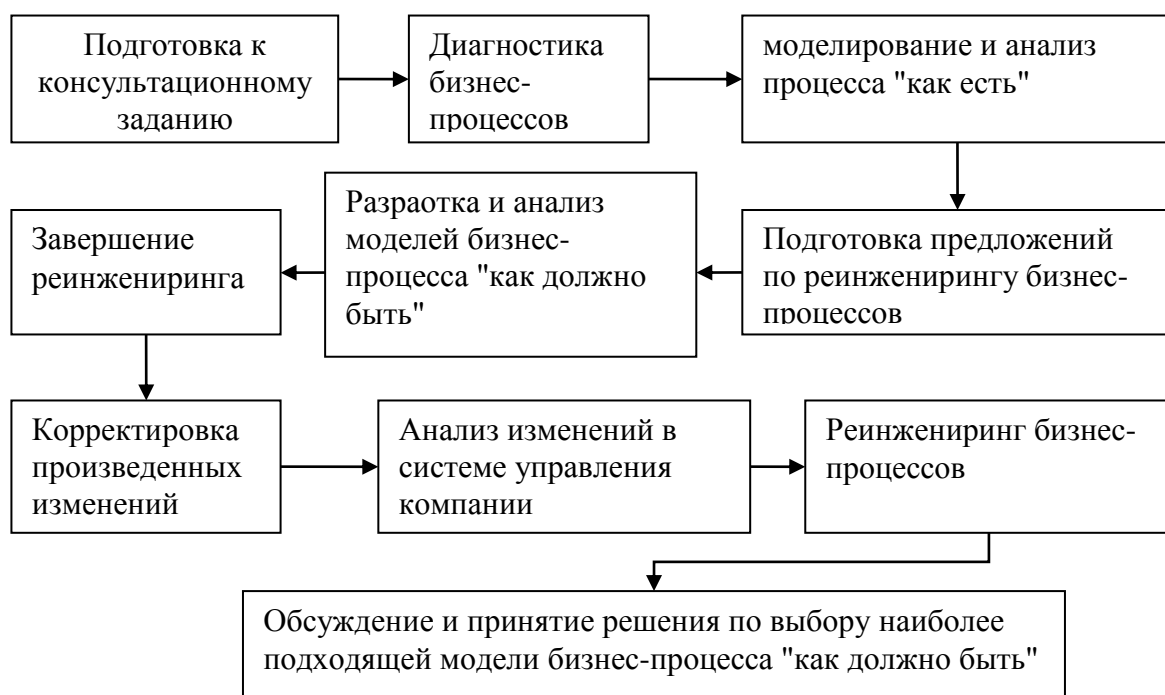 Подготовка к
консультационному
заданию
Диагностика
бизнес-
процессов
моделирование и анализ
процесса "как есть"
Подготовка предложений
по реинженирингу бизнес-
процессов
Разраотка и анализ
моделей бизнес-
процесса "как должно
быть"
Завершение
реинжениринга
Корректировка
произведенных
изменений
Анализ изменений в
системе управления
компании
Реинжениринг бизнес-
процессов
Обсуждение и принятие решения по выбору наиболее
подходящей модели бизнес-процесса "как должно быть"